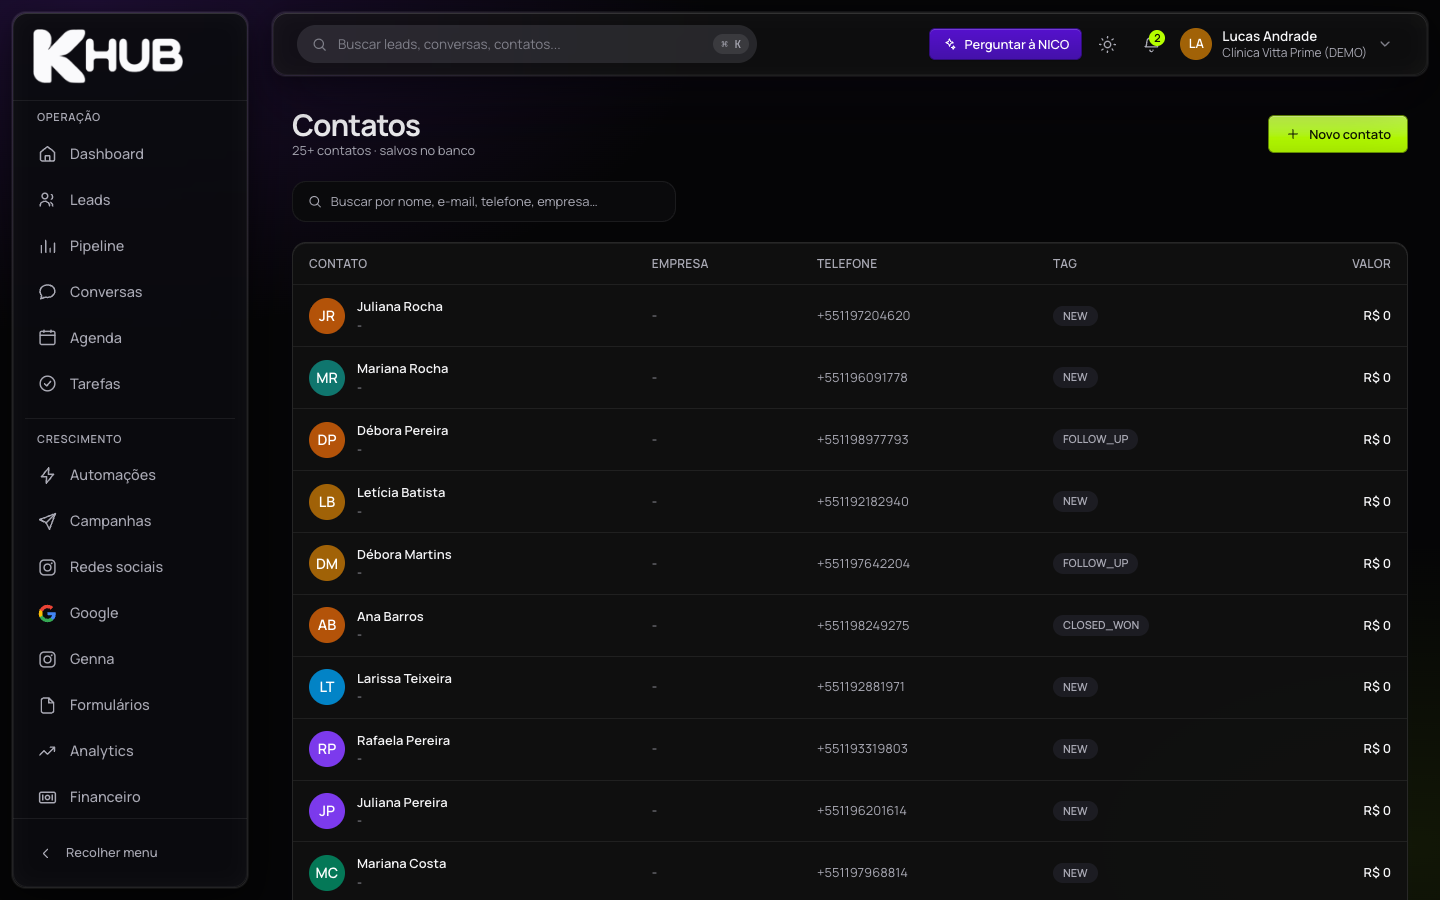 KHUB
OPERAÇÃO
Dashboard
Leads
Pipeline
Conversas
Agenda
Tarefas
CRESCIMENTO
Automações
Campanhas
Redes sociais
Google
Genna
Formulários
Analytics
Financeiro
Recolher menu
Buscar leads, conversas, contatos... ⌘ K
Perguntar à NICO
2
LA
Lucas Andrade
Clínica Vitta Prime (DEMO)
Contatos
25+ contatos · salvos no banco
Novo contato
Buscar por nome, e-mail, telefone, empresa...
CONTATO EMPRESA TELEFONE TAG VALOR
JR Juliana Rocha - - +551197204620 NEW R$ 0
MR Mariana Rocha - - +551196091778 NEW R$ 0
DP Débora Pereira - - +551198977793 FOLLOW_UP R$ 0
LB Letícia Batista - - +551192182940 NEW R$ 0
DM Débora Martins - - +551197642204 FOLLOW_UP R$ 0
AB Ana Barros - - +551198249275 CLOSED_WON R$ 0
LT Larissa Teixeira - - +551192881971 NEW R$ 0
RP Rafaela Pereira - - +551193319803 NEW R$ 0
JP Juliana Pereira - - +551196201614 NEW R$ 0
MC Mariana Costa - - +551197968814 NEW R$ 0